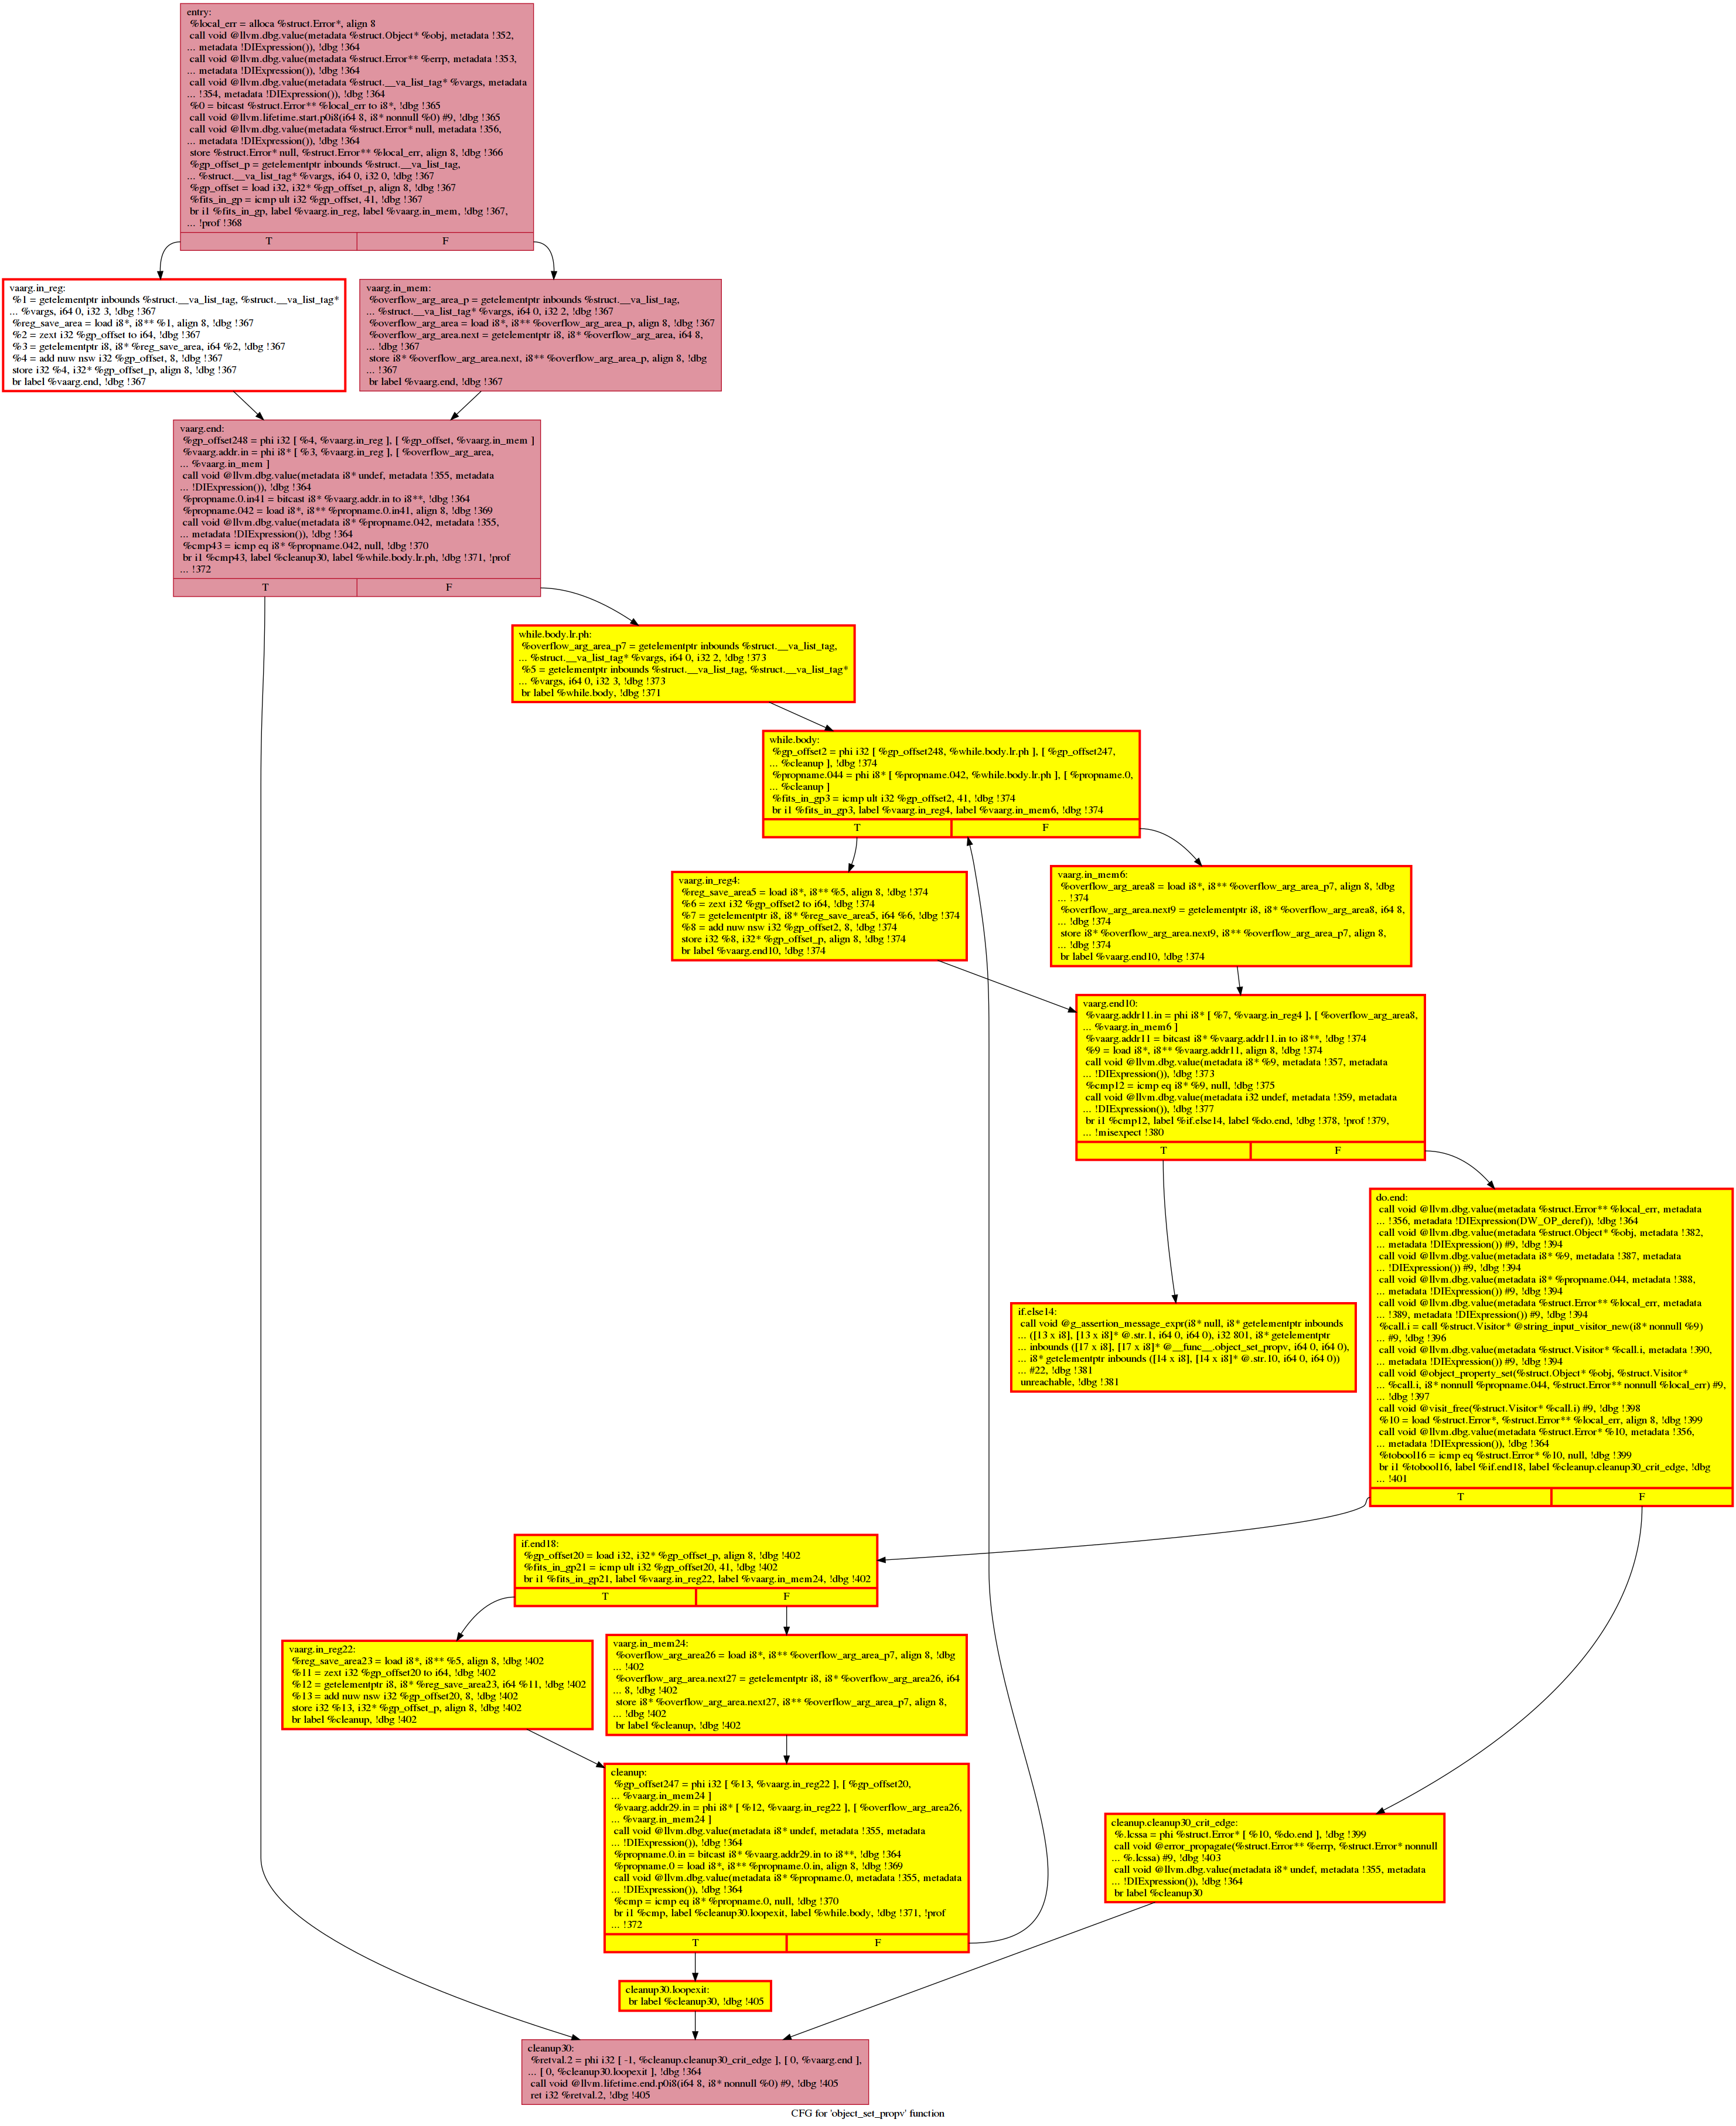 entry:
%local_err = alloca %struct.Error*, align 8
call void @llvm.dbg.value(metadata %struct.Object* %obj, metadata !352,
... metadata !DIExpression()), !dbg !364
call void @llvm.dbg.value(metadata %struct.Error** %errp, metadata !353,
... metadata !DIExpression()), !dbg !364
call void @llvm.dbg.value(metadata %struct.__va_list_tag* %vargs, metadata
... !354, metadata !DIExpression()), !dbg !364
%0 = bitcast %struct.Error** %local_err to i8*, !dbg !365
call void @llvm.lifetime.start.p0i8(i64 8, i8* nonnull %0) #9, !dbg !365
call void @llvm.dbg.value(metadata %struct.Error* null, metadata !356,
... metadata !DIExpression()), !dbg !364
store %struct.Error* null, %struct.Error** %local_err, align 8, !dbg !366
%gp_offset_p = getelementptr inbounds %struct.__va_list_tag,
... %struct.__va_list_tag* %vargs, i64 0, i32 0, !dbg !367
%gp_offset = load i32, i32* %gp_offset_p, align 8, !dbg !367
%fits_in_gp = icmp ult i32 %gp_offset, 41, !dbg !367
br i1 %fits_in_gp, label %vaarg.in_reg, label %vaarg.in_mem, !dbg !367,
... !prof !368
T F
vaarg.in_reg:
%1 = getelementptr inbounds %struct.__va_list_tag, %struct.__va_list_tag*
... %vargs, i64 0, i32 3, !dbg !367
%reg_save_area = load i8*, i8** %1, align 8, !dbg !367
%2 = zext i32 %gp_offset to i64, !dbg !367
%3 = getelementptr i8, i8* %reg_save_area, i64 %2, !dbg !367
%4 = add nuw nsw i32 %gp_offset, 8, !dbg !367
store i32 %4, i32* %gp_offset_p, align 8, !dbg !367
br label %vaarg.end, !dbg !367
vaarg.in_mem:
%overflow_arg_area_p = getelementptr inbounds %struct.__va_list_tag,
... %struct.__va_list_tag* %vargs, i64 0, i32 2, !dbg !367
%overflow_arg_area = load i8*, i8** %overflow_arg_area_p, align 8, !dbg !367
%overflow_arg_area.next = getelementptr i8, i8* %overflow_arg_area, i64 8,
... !dbg !367
store i8* %overflow_arg_area.next, i8** %overflow_arg_area_p, align 8, !dbg
... !367
br label %vaarg.end, !dbg !367
vaarg.end:
%gp_offset248 = phi i32 [ %4, %vaarg.in_reg ], [ %gp_offset, %vaarg.in_mem ]
%vaarg.addr.in = phi i8* [ %3, %vaarg.in_reg ], [ %overflow_arg_area,
... %vaarg.in_mem ]
call void @llvm.dbg.value(metadata i8* undef, metadata !355, metadata
... !DIExpression()), !dbg !364
%propname.0.in41 = bitcast i8* %vaarg.addr.in to i8**, !dbg !364
%propname.042 = load i8*, i8** %propname.0.in41, align 8, !dbg !369
call void @llvm.dbg.value(metadata i8* %propname.042, metadata !355,
... metadata !DIExpression()), !dbg !364
%cmp43 = icmp eq i8* %propname.042, null, !dbg !370
br i1 %cmp43, label %cleanup30, label %while.body.lr.ph, !dbg !371, !prof
... !372
T F
while.body.lr.ph:
%overflow_arg_area_p7 = getelementptr inbounds %struct.__va_list_tag,
... %struct.__va_list_tag* %vargs, i64 0, i32 2, !dbg !373
%5 = getelementptr inbounds %struct.__va_list_tag, %struct.__va_list_tag*
... %vargs, i64 0, i32 3, !dbg !373
br label %while.body, !dbg !371
while.body:
%gp_offset2 = phi i32 [ %gp_offset248, %while.body.lr.ph ], [ %gp_offset247,
... %cleanup ], !dbg !374
%propname.044 = phi i8* [ %propname.042, %while.body.lr.ph ], [ %propname.0,
... %cleanup ]
%fits_in_gp3 = icmp ult i32 %gp_offset2, 41, !dbg !374
br i1 %fits_in_gp3, label %vaarg.in_reg4, label %vaarg.in_mem6, !dbg !374
T F
vaarg.in_reg4:
%reg_save_area5 = load i8*, i8** %5, align 8, !dbg !374
%6 = zext i32 %gp_offset2 to i64, !dbg !374
%7 = getelementptr i8, i8* %reg_save_area5, i64 %6, !dbg !374
%8 = add nuw nsw i32 %gp_offset2, 8, !dbg !374
store i32 %8, i32* %gp_offset_p, align 8, !dbg !374
br label %vaarg.end10, !dbg !374
vaarg.in_mem6:
%overflow_arg_area8 = load i8*, i8** %overflow_arg_area_p7, align 8, !dbg
... !374
%overflow_arg_area.next9 = getelementptr i8, i8* %overflow_arg_area8, i64 8,
... !dbg !374
store i8* %overflow_arg_area.next9, i8** %overflow_arg_area_p7, align 8,
... !dbg !374
br label %vaarg.end10, !dbg !374
vaarg.end10:
%vaarg.addr11.in = phi i8* [ %7, %vaarg.in_reg4 ], [ %overflow_arg_area8,
... %vaarg.in_mem6 ]
%vaarg.addr11 = bitcast i8* %vaarg.addr11.in to i8**, !dbg !374
%9 = load i8*, i8** %vaarg.addr11, align 8, !dbg !374
call void @llvm.dbg.value(metadata i8* %9, metadata !357, metadata
... !DIExpression()), !dbg !373
%cmp12 = icmp eq i8* %9, null, !dbg !375
call void @llvm.dbg.value(metadata i32 undef, metadata !359, metadata
... !DIExpression()), !dbg !377
br i1 %cmp12, label %if.else14, label %do.end, !dbg !378, !prof !379,
... !misexpect !380
T F
do.end:
call void @llvm.dbg.value(metadata %struct.Error** %local_err, metadata
... !356, metadata !DIExpression(DW_OP_deref)), !dbg !364
call void @llvm.dbg.value(metadata %struct.Object* %obj, metadata !382,
... metadata !DIExpression()) #9, !dbg !394
call void @llvm.dbg.value(metadata i8* %9, metadata !387, metadata
... !DIExpression()) #9, !dbg !394
call void @llvm.dbg.value(metadata i8* %propname.044, metadata !388,
... metadata !DIExpression()) #9, !dbg !394
call void @llvm.dbg.value(metadata %struct.Error** %local_err, metadata
... !389, metadata !DIExpression()) #9, !dbg !394
%call.i = call %struct.Visitor* @string_input_visitor_new(i8* nonnull %9)
... #9, !dbg !396
call void @llvm.dbg.value(metadata %struct.Visitor* %call.i, metadata !390,
... metadata !DIExpression()) #9, !dbg !394
call void @object_property_set(%struct.Object* %obj, %struct.Visitor*
... %call.i, i8* nonnull %propname.044, %struct.Error** nonnull %local_err) #9,
... !dbg !397
call void @visit_free(%struct.Visitor* %call.i) #9, !dbg !398
%10 = load %struct.Error*, %struct.Error** %local_err, align 8, !dbg !399
call void @llvm.dbg.value(metadata %struct.Error* %10, metadata !356,
... metadata !DIExpression()), !dbg !364
%tobool16 = icmp eq %struct.Error* %10, null, !dbg !399
br i1 %tobool16, label %if.end18, label %cleanup.cleanup30_crit_edge, !dbg
... !401
T F
if.else14:
call void @g_assertion_message_expr(i8* null, i8* getelementptr inbounds
... ([13 x i8], [13 x i8]* @.str.1, i64 0, i64 0), i32 801, i8* getelementptr
... inbounds ([17 x i8], [17 x i8]* @__func__.object_set_propv, i64 0, i64 0),
... i8* getelementptr inbounds ([14 x i8], [14 x i8]* @.str.10, i64 0, i64 0))
... #22, !dbg !381
unreachable, !dbg !381
if.end18:
%gp_offset20 = load i32, i32* %gp_offset_p, align 8, !dbg !402
%fits_in_gp21 = icmp ult i32 %gp_offset20, 41, !dbg !402
br i1 %fits_in_gp21, label %vaarg.in_reg22, label %vaarg.in_mem24, !dbg !402
T F
vaarg.in_reg22:
%reg_save_area23 = load i8*, i8** %5, align 8, !dbg !402
%11 = zext i32 %gp_offset20 to i64, !dbg !402
%12 = getelementptr i8, i8* %reg_save_area23, i64 %11, !dbg !402
%13 = add nuw nsw i32 %gp_offset20, 8, !dbg !402
store i32 %13, i32* %gp_offset_p, align 8, !dbg !402
br label %cleanup, !dbg !402
vaarg.in_mem24:
%overflow_arg_area26 = load i8*, i8** %overflow_arg_area_p7, align 8, !dbg
... !402
%overflow_arg_area.next27 = getelementptr i8, i8* %overflow_arg_area26, i64
... 8, !dbg !402
store i8* %overflow_arg_area.next27, i8** %overflow_arg_area_p7, align 8,
... !dbg !402
br label %cleanup, !dbg !402
cleanup:
%gp_offset247 = phi i32 [ %13, %vaarg.in_reg22 ], [ %gp_offset20,
... %vaarg.in_mem24 ]
%vaarg.addr29.in = phi i8* [ %12, %vaarg.in_reg22 ], [ %overflow_arg_area26,
... %vaarg.in_mem24 ]
call void @llvm.dbg.value(metadata i8* undef, metadata !355, metadata
... !DIExpression()), !dbg !364
%propname.0.in = bitcast i8* %vaarg.addr29.in to i8**, !dbg !364
%propname.0 = load i8*, i8** %propname.0.in, align 8, !dbg !369
call void @llvm.dbg.value(metadata i8* %propname.0, metadata !355, metadata
... !DIExpression()), !dbg !364
%cmp = icmp eq i8* %propname.0, null, !dbg !370
br i1 %cmp, label %cleanup30.loopexit, label %while.body, !dbg !371, !prof
... !372
T F
cleanup.cleanup30_crit_edge:
%.lcssa = phi %struct.Error* [ %10, %do.end ], !dbg !399
call void @error_propagate(%struct.Error** %errp, %struct.Error* nonnull
... %.lcssa) #9, !dbg !403
call void @llvm.dbg.value(metadata i8* undef, metadata !355, metadata
... !DIExpression()), !dbg !364
br label %cleanup30
cleanup30.loopexit:
br label %cleanup30, !dbg !405
cleanup30:
%retval.2 = phi i32 [ -1, %cleanup.cleanup30_crit_edge ], [ 0, %vaarg.end ],
... [ 0, %cleanup30.loopexit ], !dbg !364
call void @llvm.lifetime.end.p0i8(i64 8, i8* nonnull %0) #9, !dbg !405
ret i32 %retval.2, !dbg !405
CFG for 'object_set_propv' function